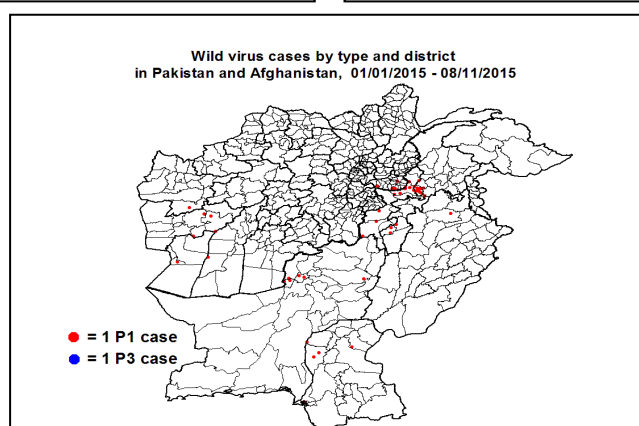 Wild virus cases by type and district
in Pakistan and Afghanistan, 01/01/2015 - 08/11/2015
= 1 P1 case
= 1 P3 case